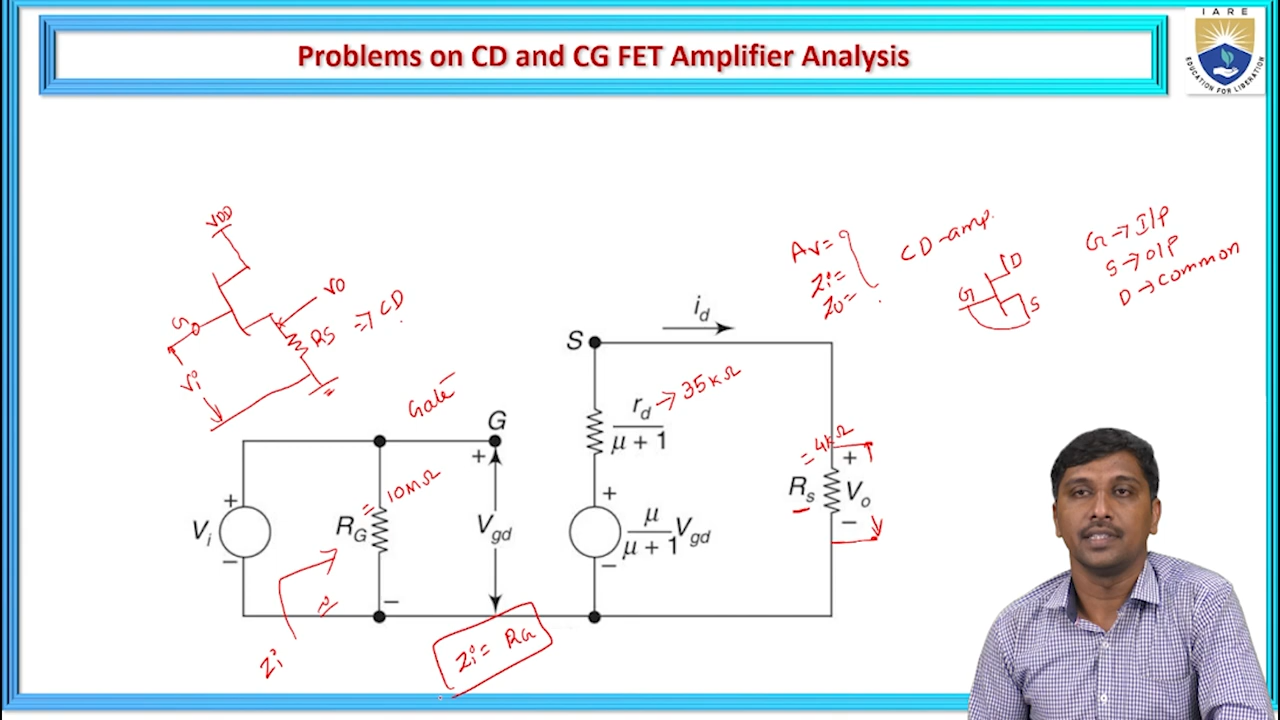 IARE
EDUCATION FOR LIBERATION
Problems on CD and CG FET Amplifier Analysis
VDD
G
Vi
VO
RS => CD
Av = ?
Zi =
Zo =
CD-amp.
G
D
S
G → I/P
S → O/P
D → Common
Gate
G
+
Vi
−
RG
= 10MΩ
−
Vgd
+
Zi
Zi = RG
S
id
rd → 35kΩ
μ + 1
+
μ
μ + 1 Vgd
−
Rs
= 4kΩ
+
Vo
−